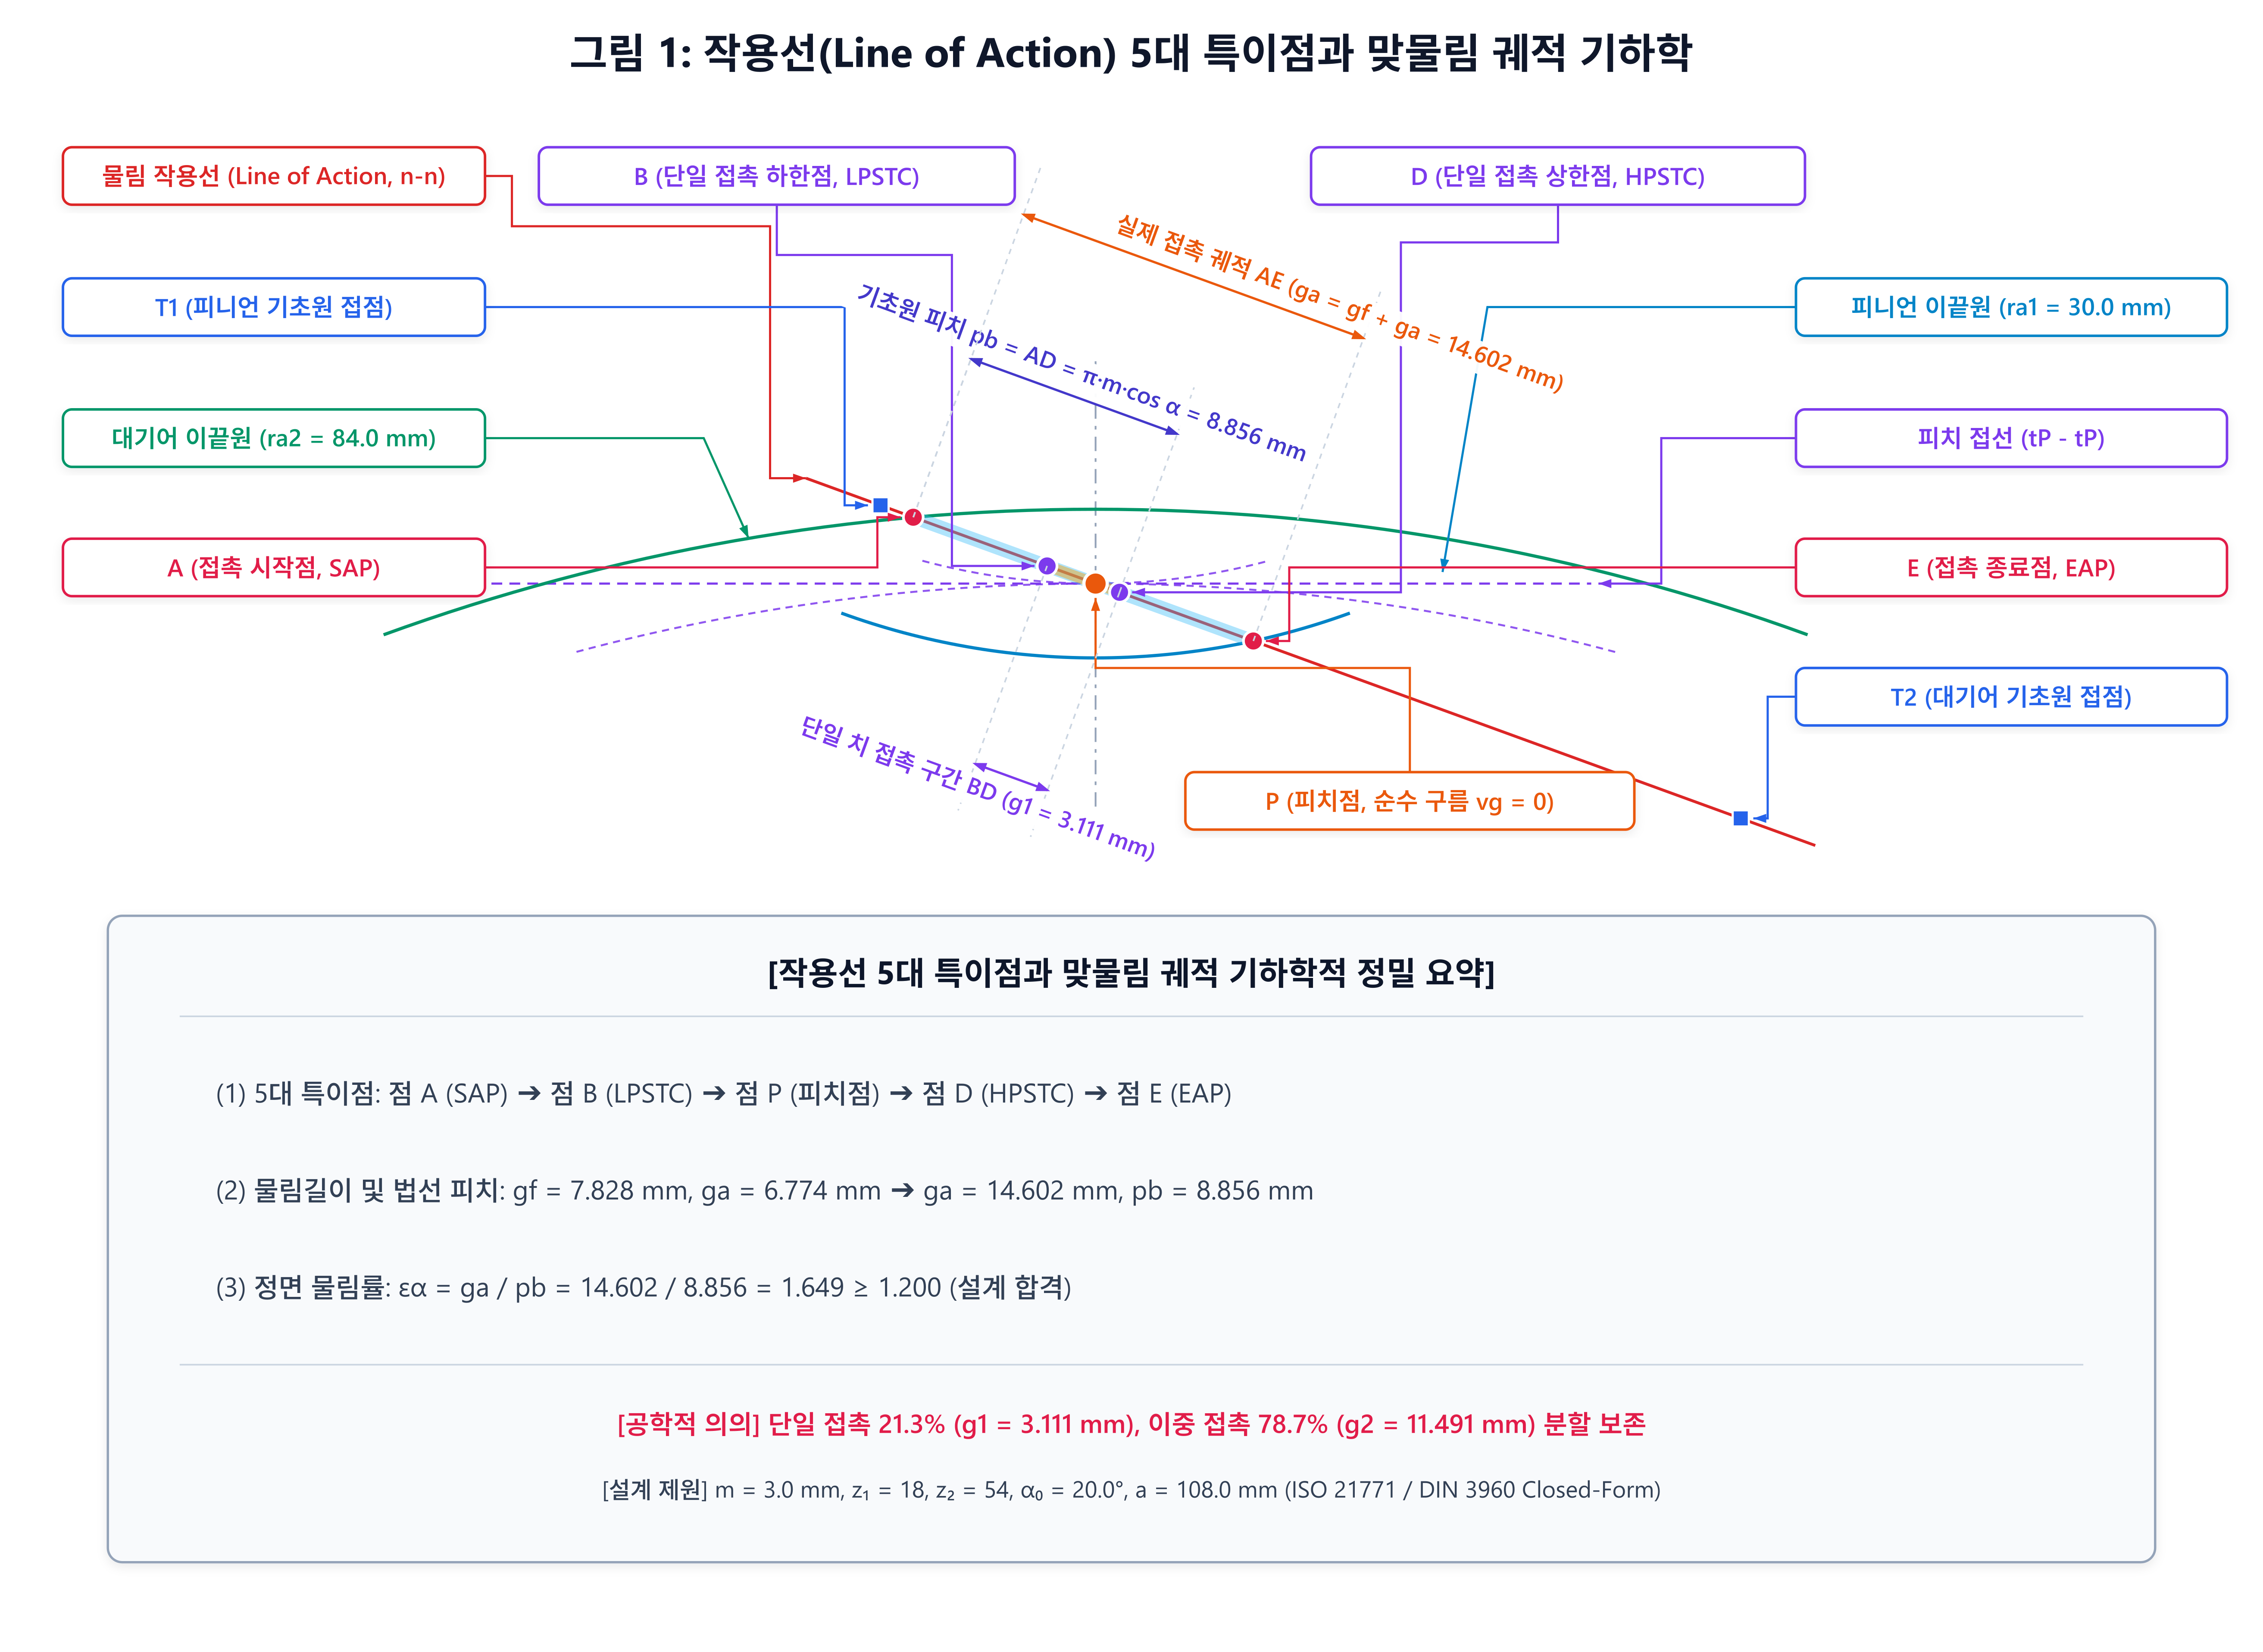 그림 1: 작용선(Line of Action) 5대 특이점과 맞물림 궤적 기하학
물림 작용선 (Line of Action, n-n)
B (단일 접촉 하한점, LPSTC)
D (단일 접촉 상한점, HPSTC)
실제 접촉 궤적 AE (ga = gf + ga = 14.602 mm)
T1 (피니언 기초원 접점)
기초원 피치 pb = AD = π·m·cos α = 8.856 mm
피니언 이끝원 (ra1 = 30.0 mm)
대기어 이끝원 (ra2 = 84.0 mm)
피치 접선 (tP - tP)
A (접촉 시작점, SAP)
E (접촉 종료점, EAP)
T2 (대기어 기초원 접점)
단일 치 접촉 구간 BD (g1 = 3.111 mm)
P (피치점, 순수 구름 vg = 0)
[작용선 5대 특이점과 맞물림 궤적 기하학적 정밀 요약]
(1) 5대 특이점: 점 A (SAP) ➔ 점 B (LPSTC) ➔ 점 P (피치점) ➔ 점 D (HPSTC) ➔ 점 E (EAP)
(2) 물림길이 및 법선 피치: gf = 7.828 mm, ga = 6.774 mm ➔ ga = 14.602 mm, pb = 8.856 mm
(3) 정면 물림률: εα = ga / pb = 14.602 / 8.856 = 1.649 ≥ 1.200 (설계 합격)
[공학적 의의] 단일 접촉 21.3% (g1 = 3.111 mm), 이중 접촉 78.7% (g2 = 11.491 mm) 분할 보존
[설계 제원] m = 3.0 mm, z₁ = 18, z₂ = 54, α₀ = 20.0°, a = 108.0 mm (ISO 21771 / DIN 3960 Closed-Form)